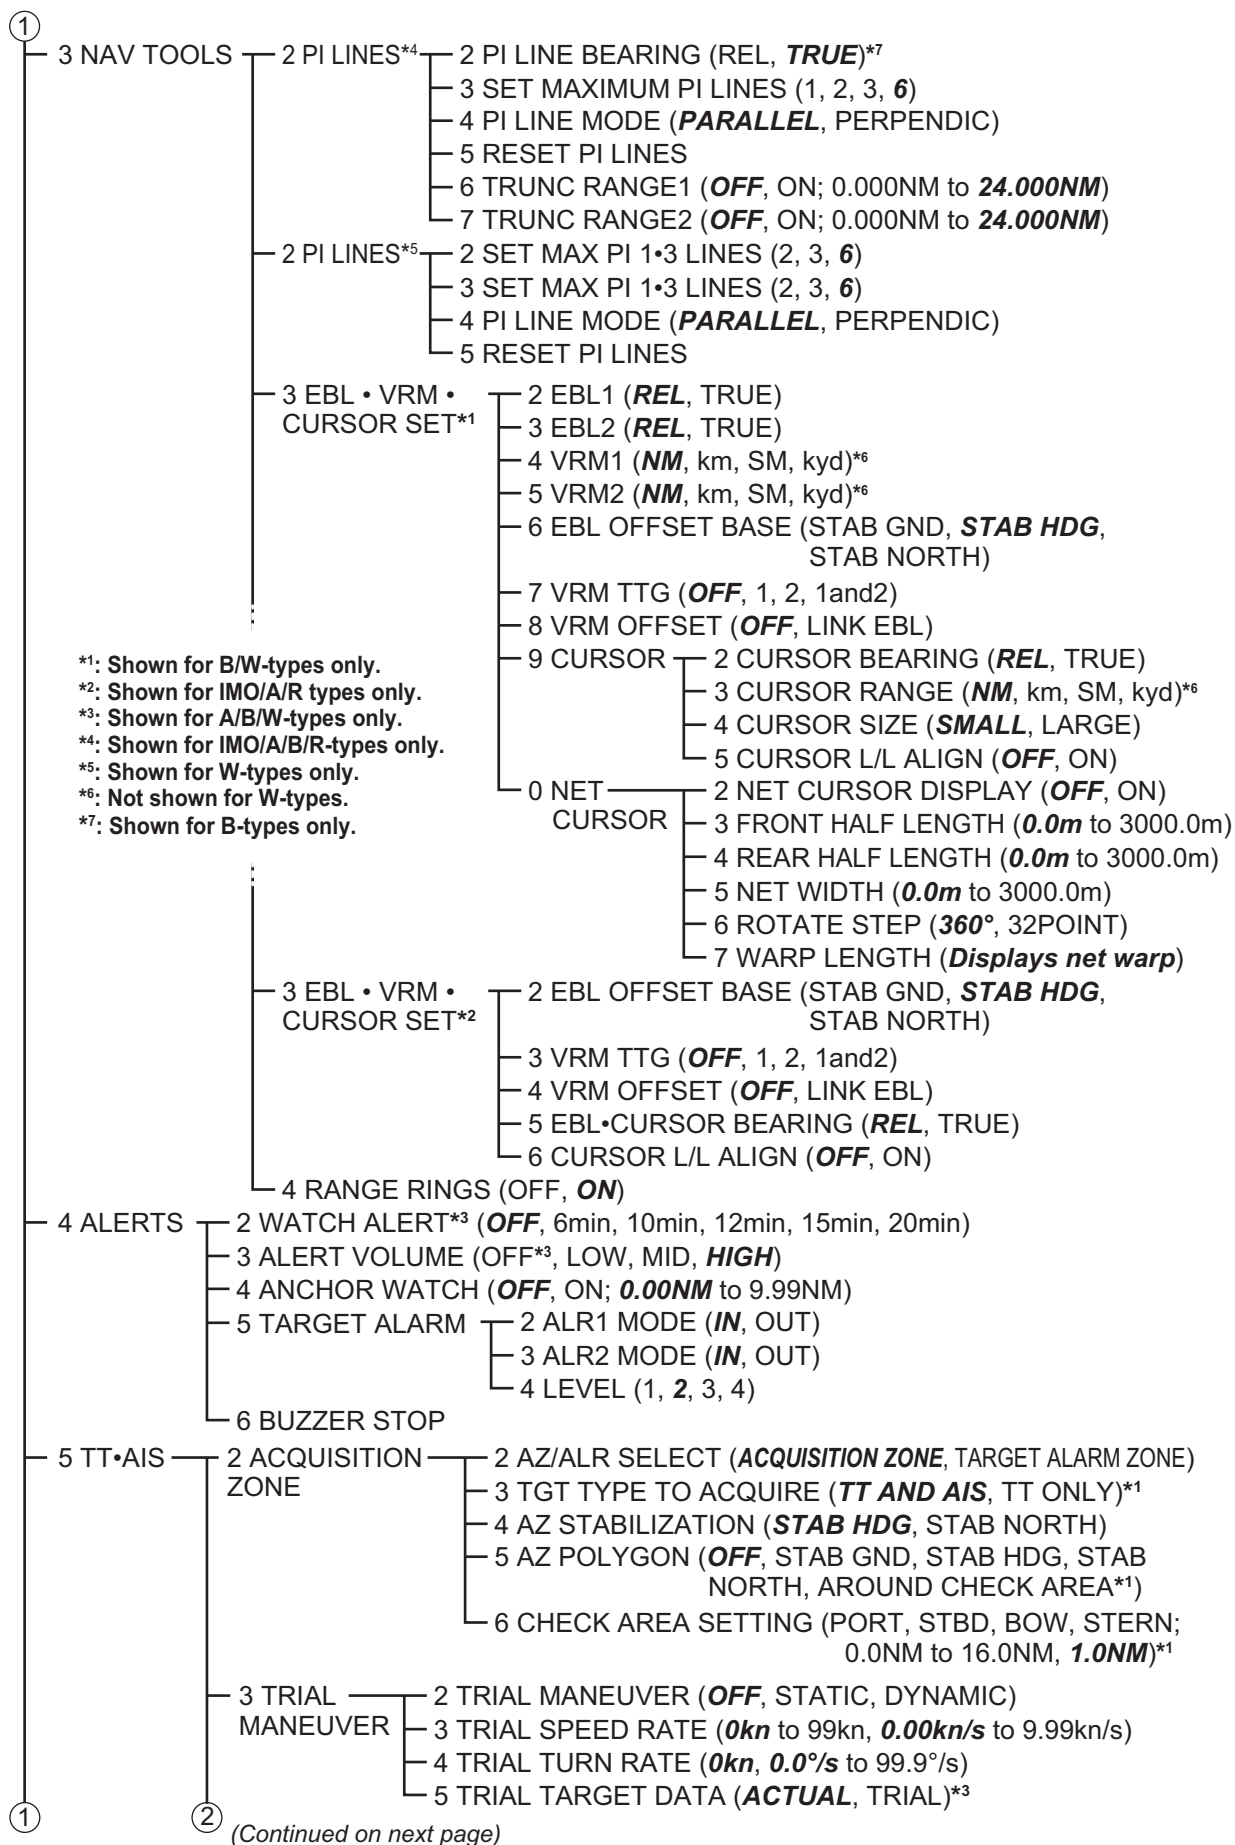 1
3 NAV TOOLS
2 PI LINES*4
2 PI LINE BEARING (REL, TRUE)*7
3 SET MAXIMUM PI LINES (1, 2, 3, 6)
4 PI LINE MODE (PARALLEL, PERPENDIC)
5 RESET PI LINES
6 TRUNC RANGE1 (OFF, ON; 0.000NM to 24.000NM)
7 TRUNC RANGE2 (OFF, ON; 0.000NM to 24.000NM)
2 PI LINES*5
2 SET MAX PI 1•3 LINES (2, 3, 6)
3 SET MAX PI 1•3 LINES (2, 3, 6)
4 PI LINE MODE (PARALLEL, PERPENDIC)
5 RESET PI LINES
3 EBL • VRM •
CURSOR SET*1
2 EBL1 (REL, TRUE)
3 EBL2 (REL, TRUE)
4 VRM1 (NM, km, SM, kyd)*6
5 VRM2 (NM, km, SM, kyd)*6
6 EBL OFFSET BASE (STAB GND, STAB HDG,
STAB NORTH)
7 VRM TTG (OFF, 1, 2, 1and2)
8 VRM OFFSET (OFF, LINK EBL)
9 CURSOR
2 CURSOR BEARING (REL, TRUE)
3 CURSOR RANGE (NM, km, SM, kyd)*6
4 CURSOR SIZE (SMALL, LARGE)
5 CURSOR L/L ALIGN (OFF, ON)
0 NET
CURSOR
2 NET CURSOR DISPLAY (OFF, ON)
3 FRONT HALF LENGTH (0.0m to 3000.0m)
4 REAR HALF LENGTH (0.0m to 3000.0m)
5 NET WIDTH (0.0m to 3000.0m)
6 ROTATE STEP (360°, 32POINT)
7 WARP LENGTH (Displays net warp)
*1: Shown for B/W-types only.
*2: Shown for IMO/A/R types only.
*3: Shown for A/B/W-types only.
*4: Shown for IMO/A/B/R-types only.
*5: Shown for W-types only.
*6: Not shown for W-types.
*7: Shown for B-types only.
3 EBL • VRM •
CURSOR SET*2
2 EBL OFFSET BASE (STAB GND, STAB HDG,
STAB NORTH)
3 VRM TTG (OFF, 1, 2, 1and2)
4 VRM OFFSET (OFF, LINK EBL)
5 EBL•CURSOR BEARING (REL, TRUE)
6 CURSOR L/L ALIGN (OFF, ON)
4 RANGE RINGS (OFF, ON)
4 ALERTS
2 WATCH ALERT*3 (OFF, 6min, 10min, 12min, 15min, 20min)
3 ALERT VOLUME (OFF*3, LOW, MID, HIGH)
4 ANCHOR WATCH (OFF, ON; 0.00NM to 9.99NM)
5 TARGET ALARM
2 ALR1 MODE (IN, OUT)
3 ALR2 MODE (IN, OUT)
4 LEVEL (1, 2, 3, 4)
6 BUZZER STOP
5 TT•AIS
2 ACQUISITION
ZONE
2 AZ/ALR SELECT (ACQUISITION ZONE, TARGET ALARM ZONE)
3 TGT TYPE TO ACQUIRE (TT AND AIS, TT ONLY)*1
4 AZ STABILIZATION (STAB HDG, STAB NORTH)
5 AZ POLYGON (OFF, STAB GND, STAB HDG, STAB
NORTH, AROUND CHECK AREA*1)
6 CHECK AREA SETTING (PORT, STBD, BOW, STERN;
0.0NM to 16.0NM, 1.0NM)*1
3 TRIAL
MANEUVER
2 TRIAL MANEUVER (OFF, STATIC, DYNAMIC)
3 TRIAL SPEED RATE (0kn to 99kn, 0.00kn/s to 9.99kn/s)
4 TRIAL TURN RATE (0kn, 0.0°/s to 99.9°/s)
5 TRIAL TARGET DATA (ACTUAL, TRIAL)*3
1
2
(Continued on next page)